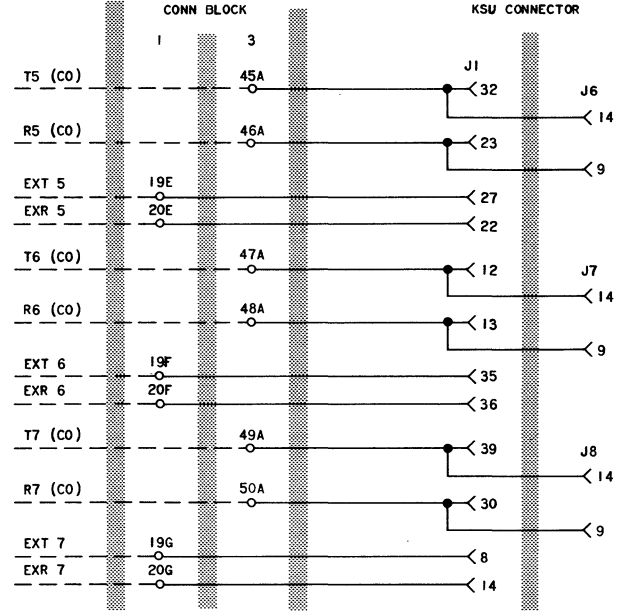 CONN BLOCK KSU CONNECTOR
1 3
J1
T5 (CO) 45A 32 J6
14
R5 (CO) 46A 23
9
EXT 5 19E 27
EXR 5 20E 22
T6 (CO) 47A 12 J7
14
R6 (CO) 48A 13
9
EXT 6 19F 35
EXR 6 20F 36
T7 (CO) 49A 39 J8
14
R7 (CO) 50A 30
9
EXT 7 19G 8
EXR 7 20G 14